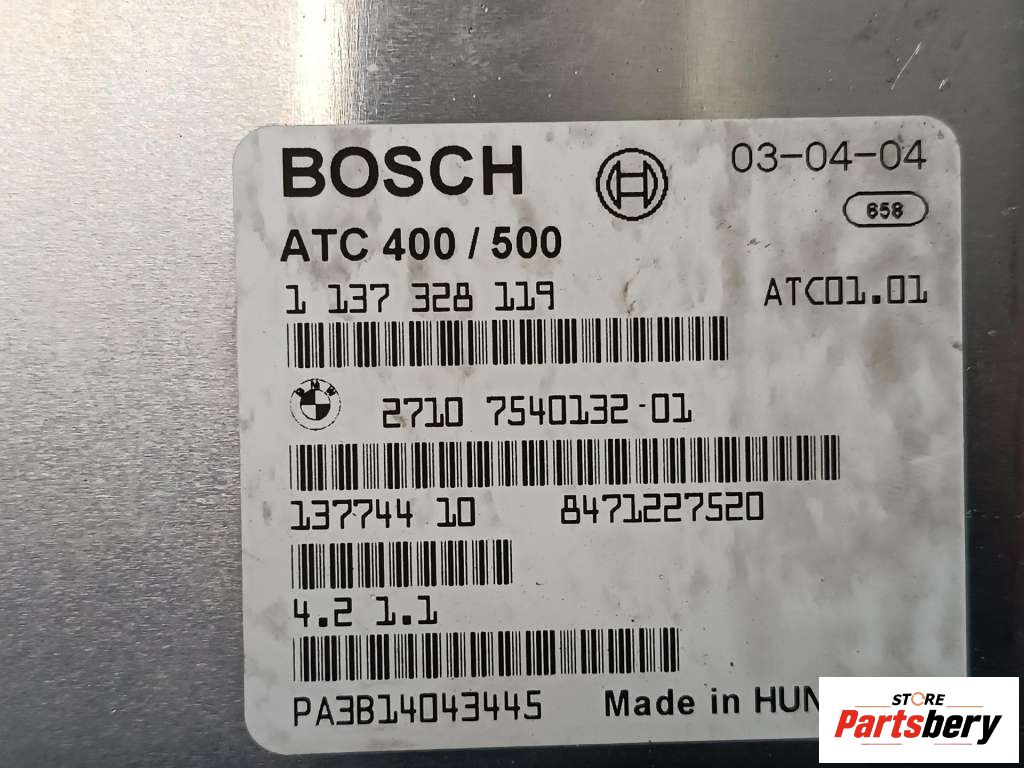 BOSCH
03-04-04
658
ATC 400 / 500
1 137 328 119
ATC01.01
BMW
2710 7540132-01
137744 10 8471227520
4.2 1.1
PA3B14043445
Made in HUN
STORE
Partsbery